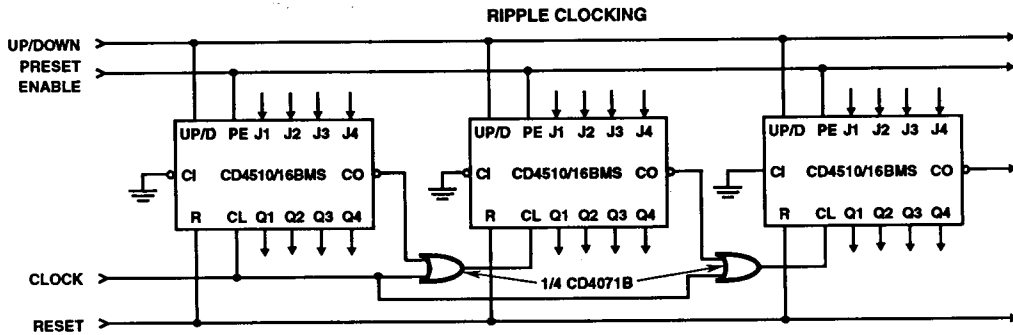 RIPPLE CLOCKING
UP/DOWN
PRESET
ENABLE
UP/D PE J1 J2 J3 J4
CI CD4510/16BMS CO
R CL Q1 Q2 Q3 Q4
UP/D PE J1 J2 J3 J4
CI CD4510/16BMS CO
R CL Q1 Q2 Q3 Q4
UP/D PE J1 J2 J3 J4
CI CD4510/16BMS CO
R CL Q1 Q2 Q3 Q4
CLOCK
1/4 CD4071B
RESET